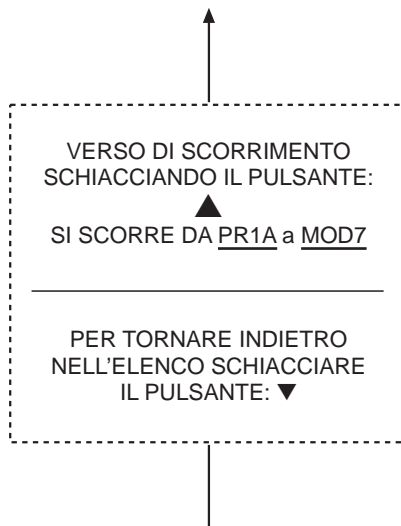 VERSO DI SCORRIMENTO
SCHIACCIANDO IL PULSANTE:
▲
SI SCORRE DA PR1A a MOD7
PER TORNARE INDIETRO
NELL'ELENCO SCHIACCIARE
IL PULSANTE: ▼